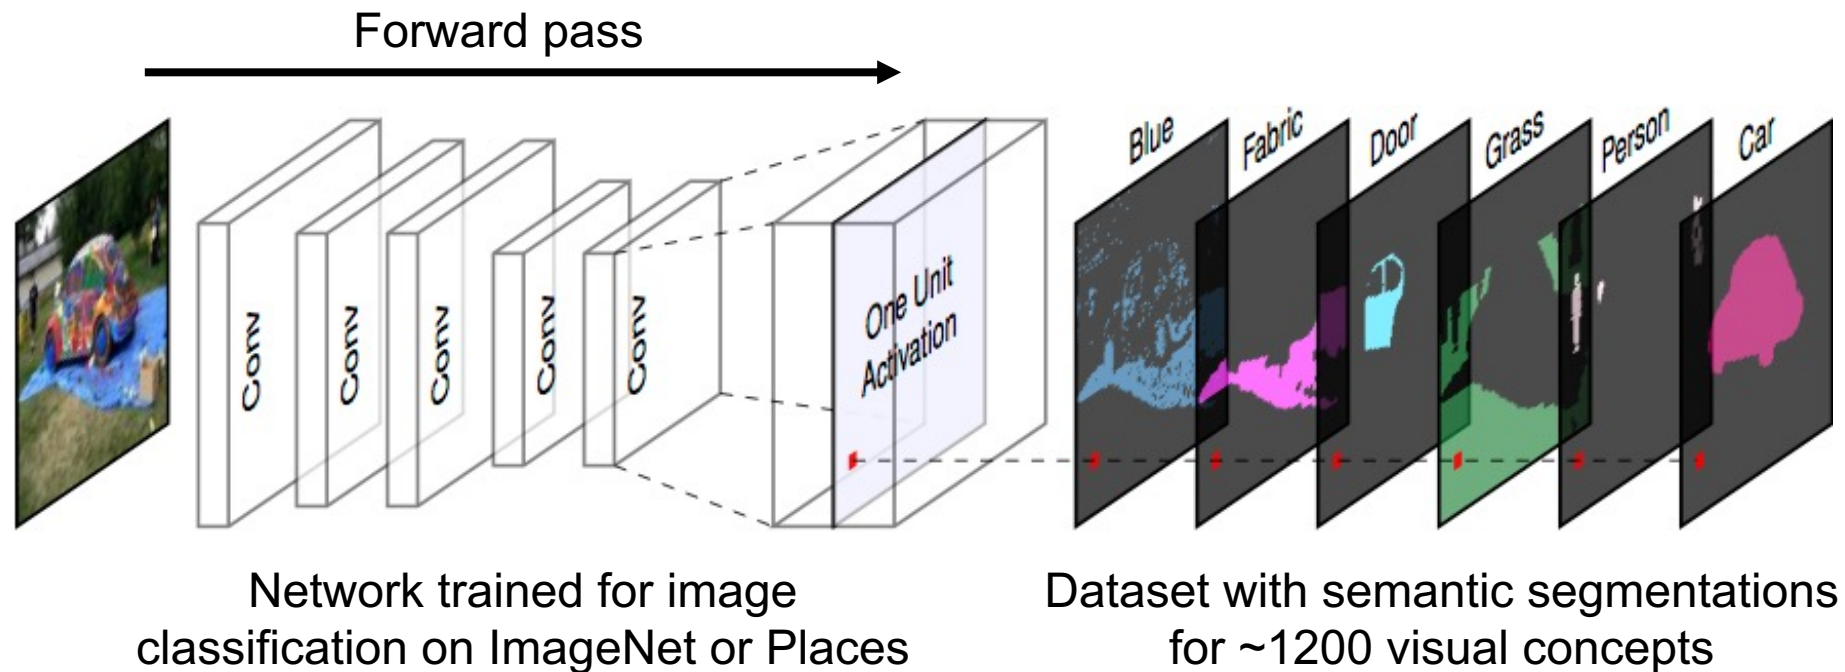 Forward pass
Blue
Fabric
Door
Grass
Person
Car
Conv
Conv
Conv
Conv
Conv
One Unit
Activation
Network trained for image
classification on ImageNet or Places
Dataset with semantic segmentations
for ~1200 visual concepts